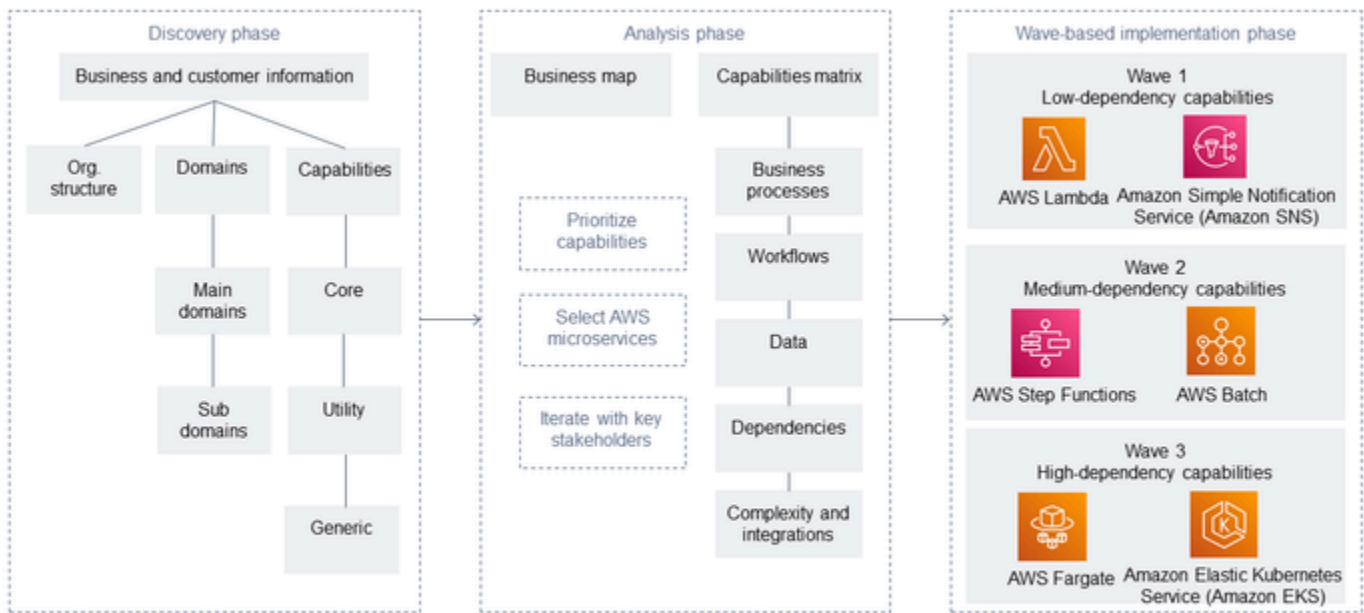 Discovery phase
Business and customer information
Org.
structure
Domains
Capabilities
Main
domains
Core
Sub
domains
Utility
Generic
Analysis phase
Business map
Capabilities matrix
Prioritize
capabilities
Select AWS
microservices
Iterate with key
stakeholders
Business
processes
Workflows
Data
Dependencies
Complexity and
integrations
Wave-based implementation phase
Wave 1
Low-dependency capabilities
AWS Lambda
Amazon Simple Notification
Service (Amazon SNS)
Wave 2
Medium-dependency capabilities
AWS Step Functions
AWS Batch
Wave 3
High-dependency capabilities
K
AWS Fargate
Amazon Elastic Kubernetes
Service (Amazon EKS)